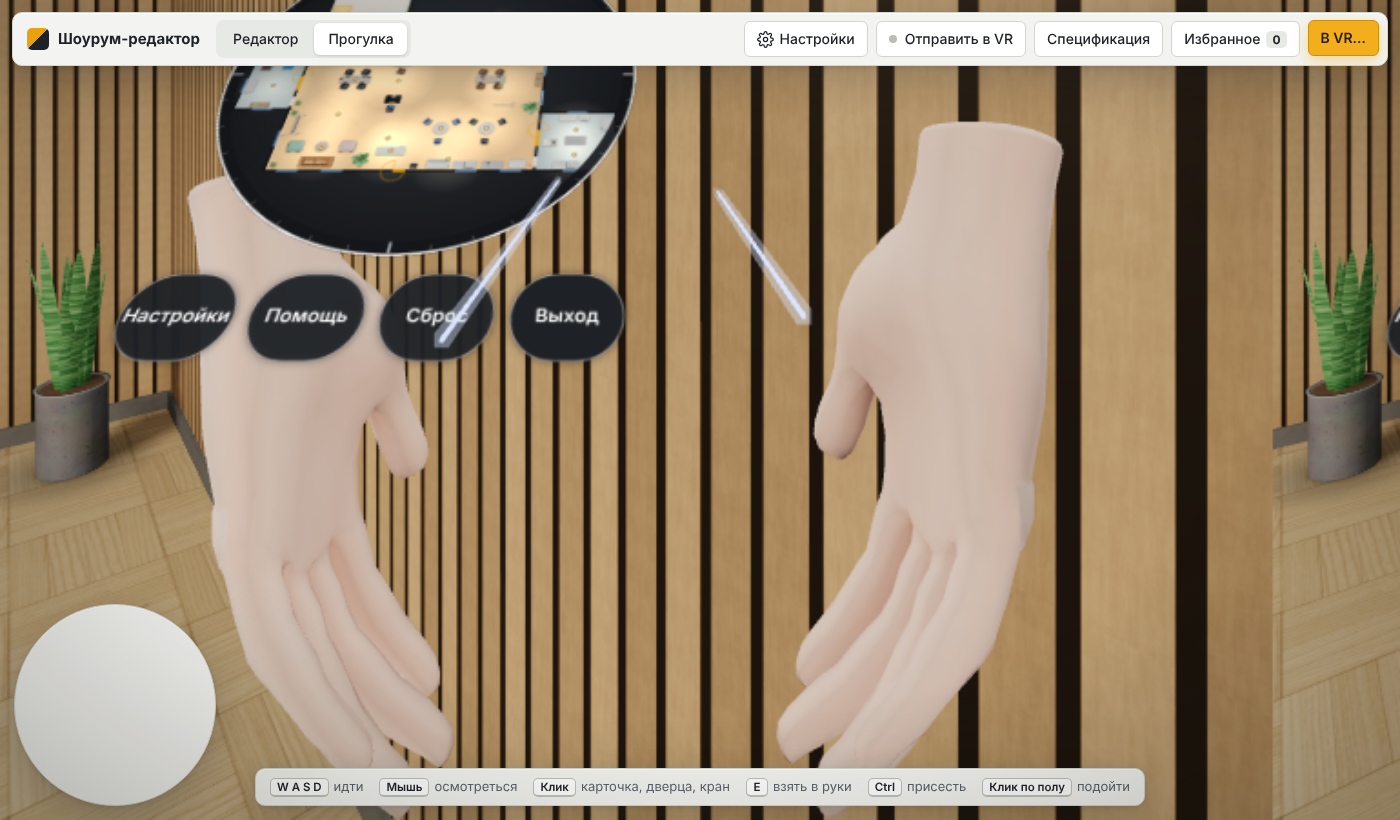 Шоурум-редактор
Редактор
Прогулка
Настройки
Отправить в VR
Спецификация
Избранное 0
В VR...
Настройки
Помощь
Сброс
Выход
W A S D идти Мышь осмотреться Клик карточка, дверца, кран E взять в руки Ctrl присесть Клик по полу подойти